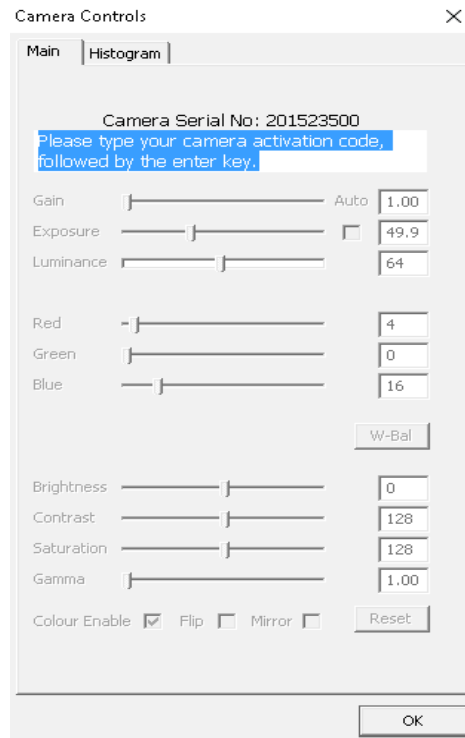 Camera Controls
Main Histogram
Camera Serial No: 201523500
Please type your camera activation code,
followed by the enter key.
Gain Auto 1.00
Exposure 49.9
Luminance 64
Red 4
Green 0
Blue 16
W-Bal
Brightness 0
Contrast 128
Saturation 128
Gamma 1.00
Colour Enable Flip Mirror Reset
OK